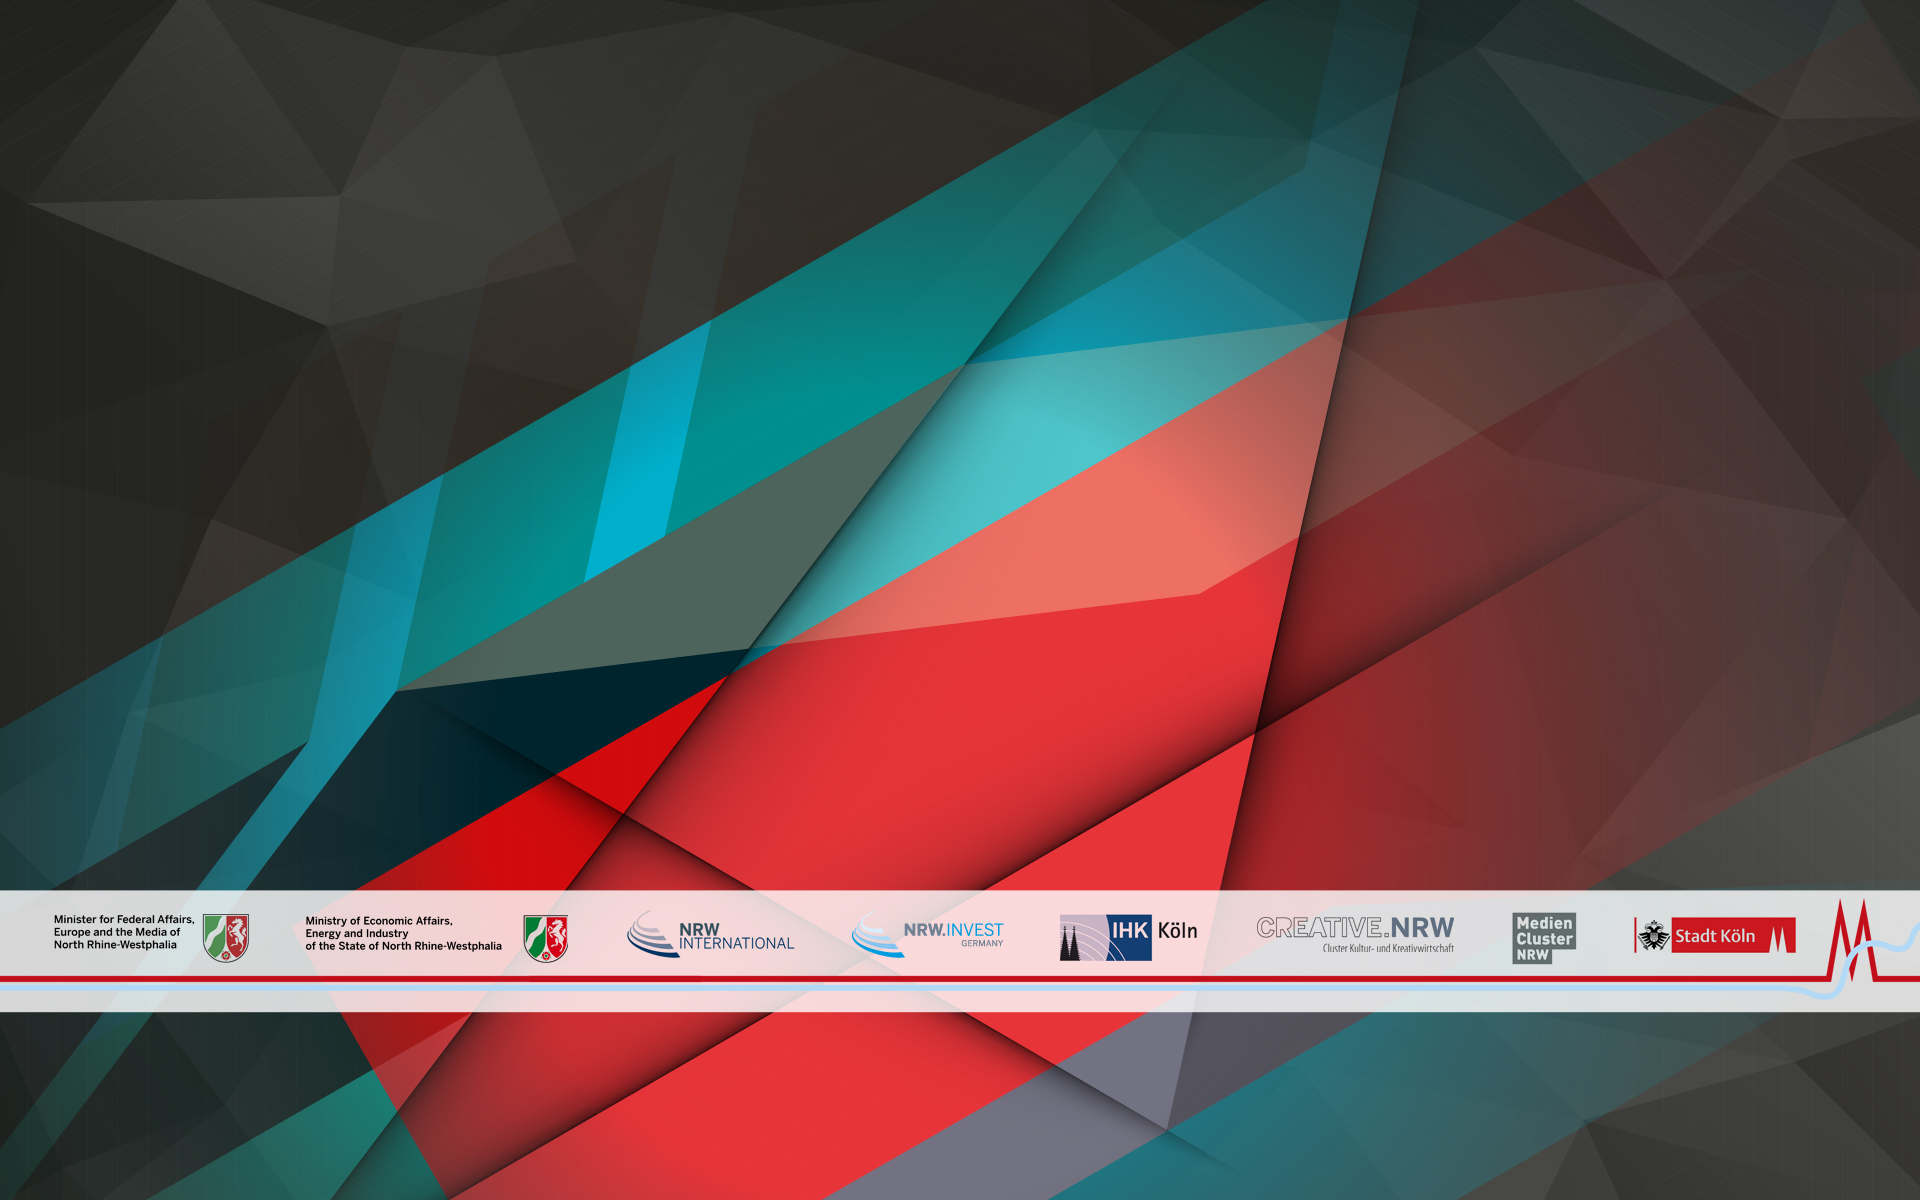 Minister for Federal Affairs,
Europe and the Media of
North Rhine-Westphalia
Ministry of Economic Affairs,
Energy and Industry
of the State of North Rhine-Westphalia
NRW
INTERNATIONAL
NRW.INVEST
GERMANY
IHK Köln
CREATIVE.NRW
Cluster Kultur- und Kreativwirtschaft
Medien
Cluster
NRW
Stadt Köln